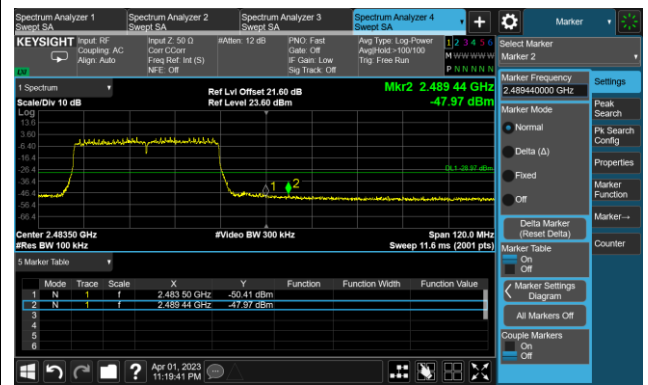 Spectrum Analyzer 1
Swept SA
Spectrum Analyzer 2
Swept SA
Spectrum Analyzer 3
Swept SA
Spectrum Analyzer 4
Swept SA
+
Marker
KEYSIGHT
Input: RF
Coupling: AC
Align: Auto
Input Z: 50 Ω
Corr CCorr
Freq Ref: Int (S)
NFE: Off
#Atten: 12 dB
PNO: Fast
Gate: Off
IF Gain: Low
Sig Track: Off
Avg Type: Log-Power
Avg|Hold:>100/100
Trig: Free Run
1 2 3 4 5 6
M W W W W W
P N N N N N
Select Marker
Marker 2
1 Spectrum
Scale/Div 10 dB
Log
Ref Lvl Offset 21.60 dB
Ref Level 23.60 dBm
Mkr2 2.489 44 GHz
-47.97 dBm
13.6
3.60
-6.40
-16.4
-26.4
-36.4
-46.4
-56.4
-66.4
DL1 -28.97 dBm
1
2
Center 2.48350 GHz
#Res BW 100 kHz
#Video BW 300 kHz
Span 120.0 MHz
Sweep 11.6 ms (2001 pts)
5 Marker Table
Mode Trace Scale X Y Function Function Width Function Value
1 N 1 f 2.483 50 GHz -50.41 dBm
2 N 1 f 2.489 44 GHz -47.97 dBm
3
4
5
6
Marker Frequency
2.489440000 GHz
Marker Mode
Normal
Delta (Δ)
Fixed
Off
Delta Marker
(Reset Delta)
Marker Table
On
Off
Marker Settings
Diagram
All Markers Off
Couple Markers
On
Off
Settings
Peak
Search
Pk Search
Config
Properties
Marker
Function
Marker→
Counter
?
Apr 01, 2023
11:19:41 PM